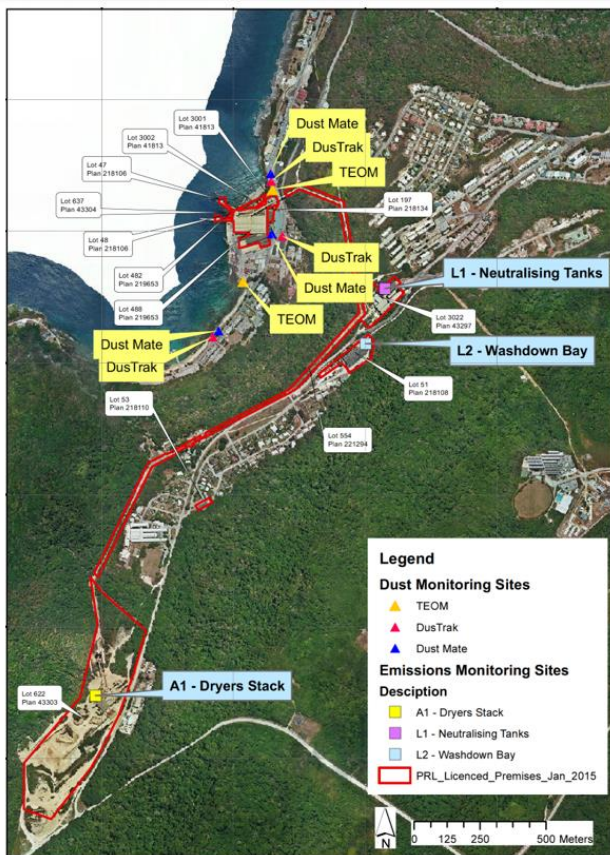 Lot 3001
Plan 41813
Lot 3002
Plan 41813
Lot 47
Plan 218106
Lot 637
Plan 43304
Lot 48
Plan 218106
Lot 482
Plan 219653
Lot 488
Plan 219653
Dust Mate
DusTrak
TEOM
Lot 197
Plan 218134
DusTrak
Dust Mate
TEOM
Dust Mate
DusTrak
L1 - Neutralising Tanks
Lot 3022
Plan 43297
L2 - Washdown Bay
Lot 51
Plan 218108
Lot 53
Plan 218110
Lot 554
Plan 221294
A1 - Dryers Stack
Lot 622
Plan 43303
Legend
Dust Monitoring Sites
TEOM
DusTrak
Dust Mate
Emissions Monitoring Sites
Desciption
A1 - Dryers Stack
L1 - Neutralising Tanks
L2 - Washdown Bay
PRL_Licenced_Premises_Jan_2015
N
0 125 250 500 Meters